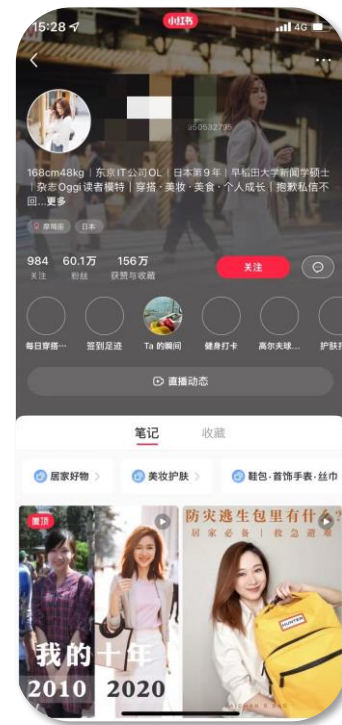 15:28
小红书
4G
a50532795
168cm48kg｜东京IT公司OL｜日本第9年｜早稻田大学新闻学硕士
｜杂志Oggi读者模特｜穿搭·美妆·美食·个人成长｜抱歉私信不
回...更多
摩羯座 日本
984 60.1万 156万
关注 粉丝 获赞与收藏
关注
每日穿搭… 签到足迹 Ta 的瞬间 健身打卡 高尔夫球… 护肤
直播动态
笔记 收藏
居家好物 美妆护肤 鞋包·首饰手表·丝巾
置顶
我的十年
2010 2020
防灾逃生包里有什么?
居家必备｜救急避难
HUNTER